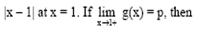 |x – 1| at x = 1. If lim x→1+ g(x) = p, then